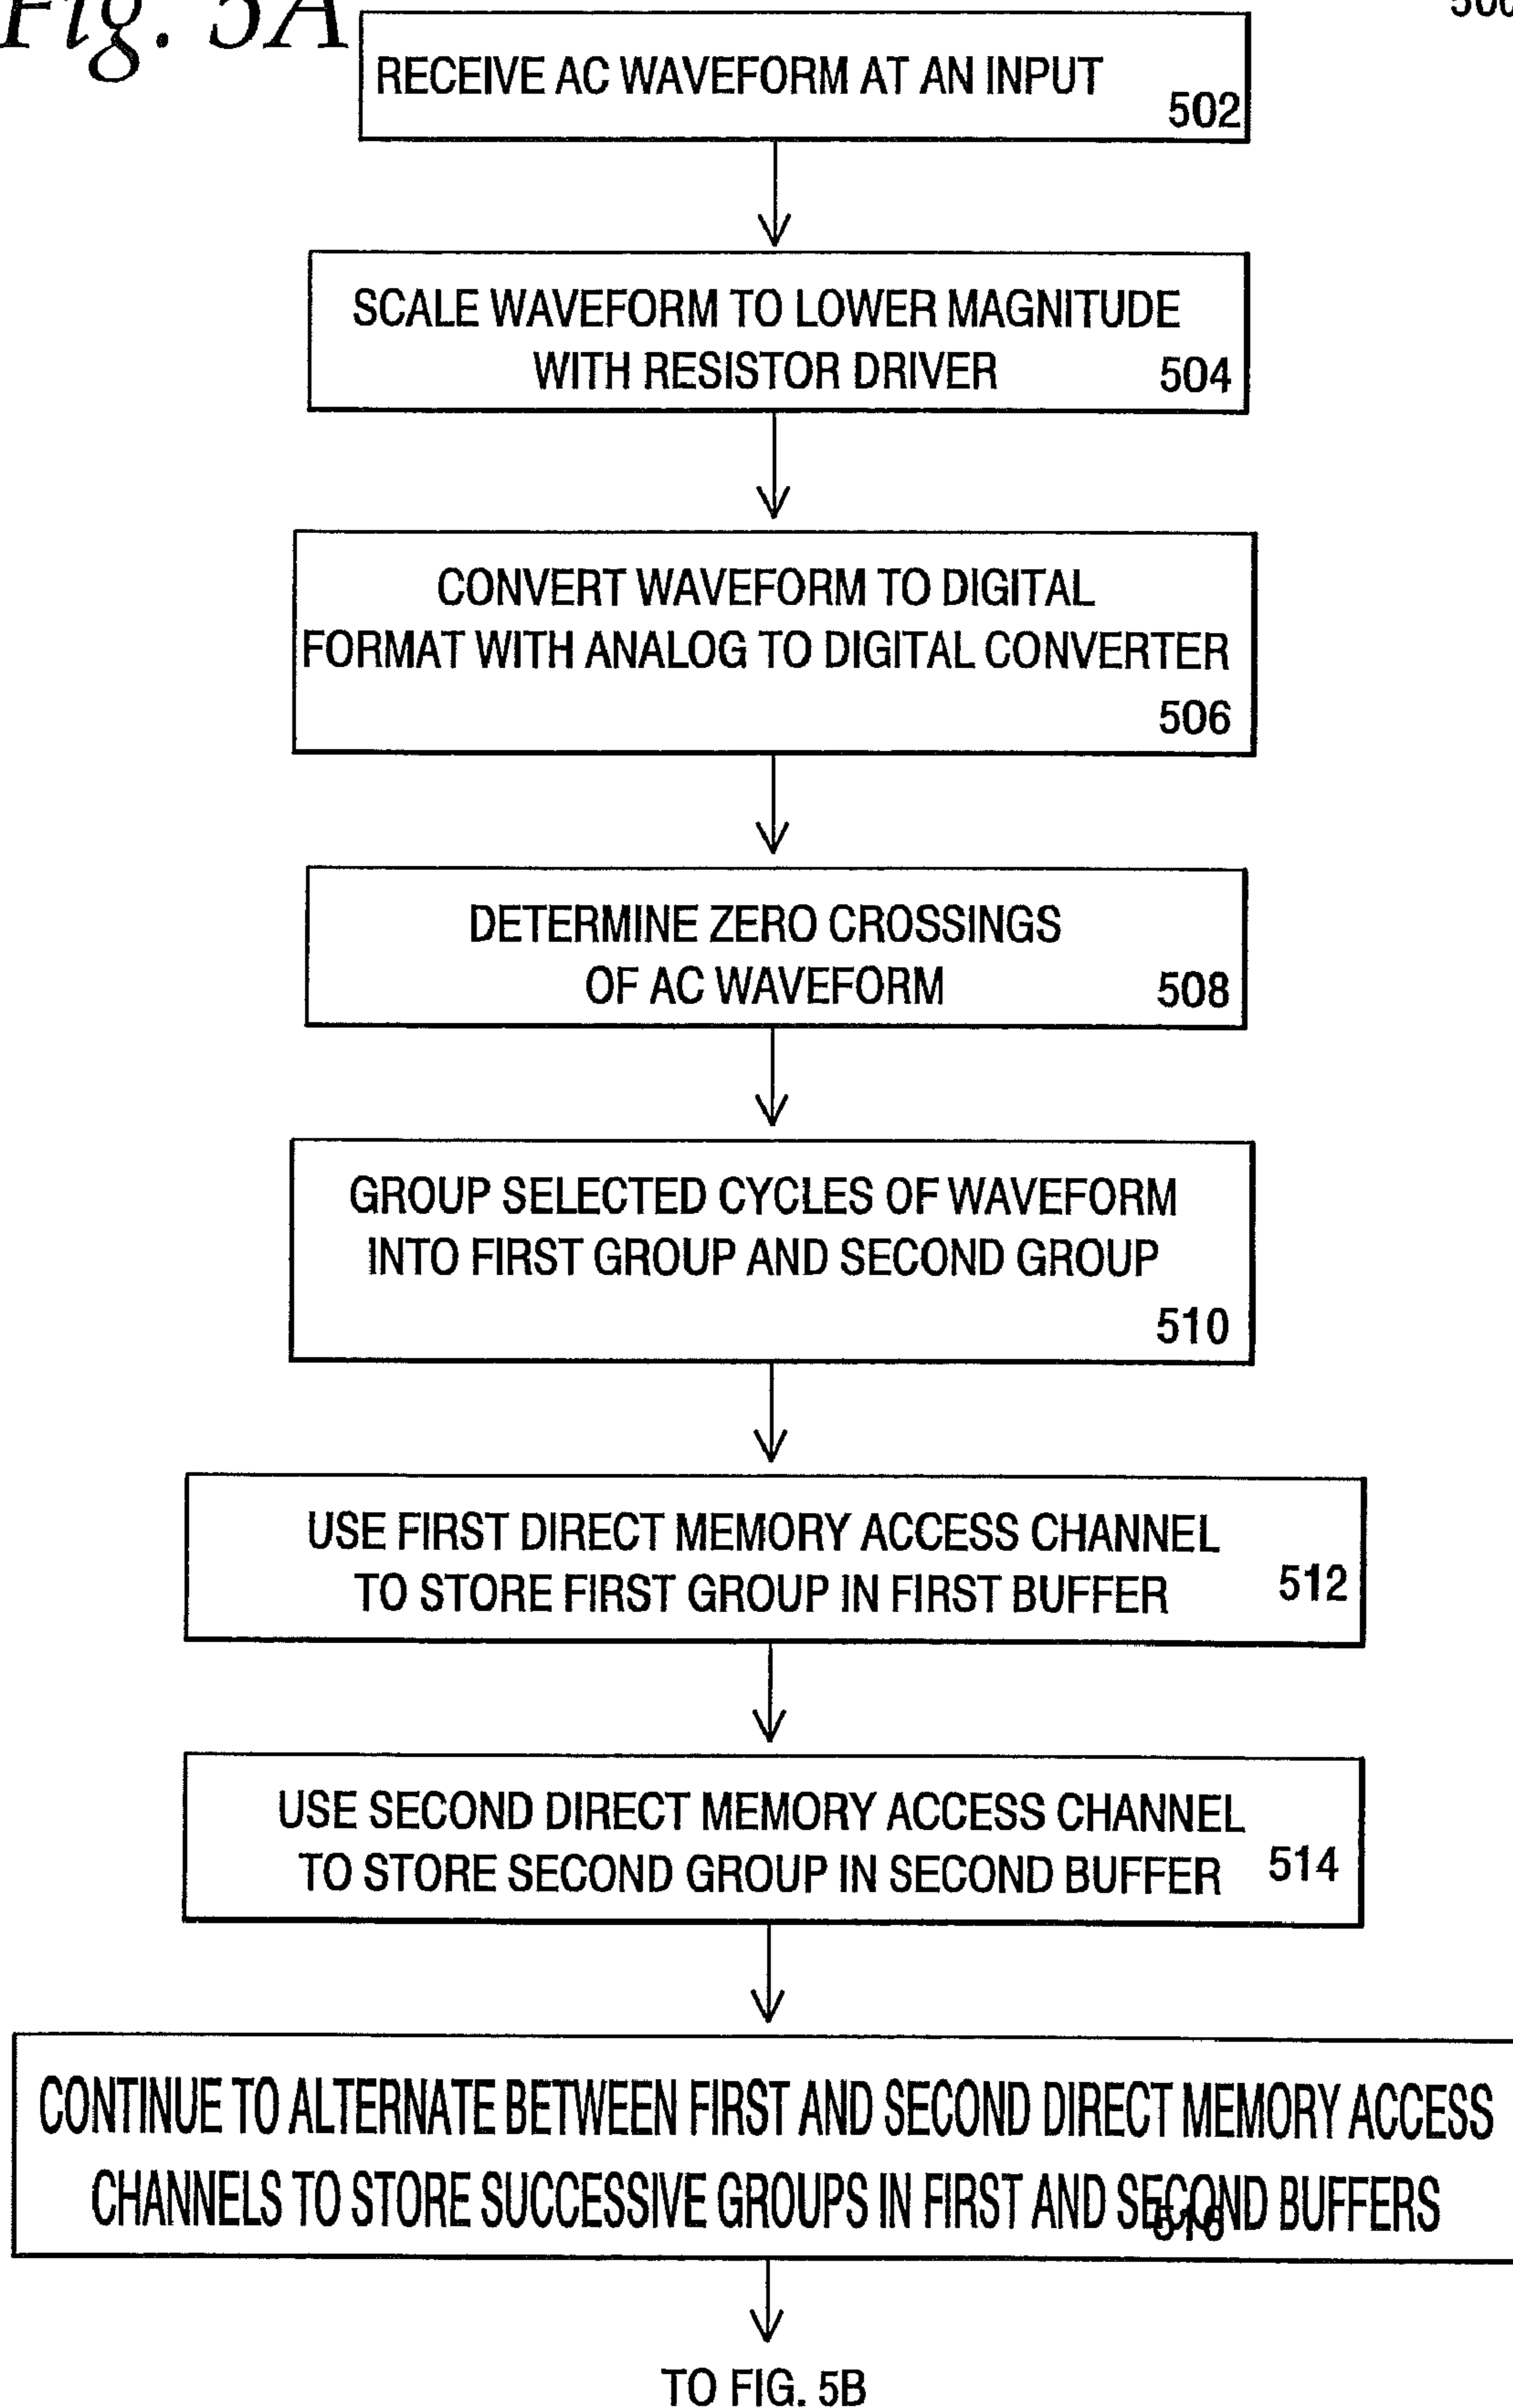 Fig. 5A
500
RECEIVE AC WAVEFORM AT AN INPUT
502
SCALE WAVEFORM TO LOWER MAGNITUDE
WITH RESISTOR DRIVER 504
CONVERT WAVEFORM TO DIGITAL
FORMAT WITH ANALOG TO DIGITAL CONVERTER
506
DETERMINE ZERO CROSSINGS
OF AC WAVEFORM 508
GROUP SELECTED CYCLES OF WAVEFORM
INTO FIRST GROUP AND SECOND GROUP
510
USE FIRST DIRECT MEMORY ACCESS CHANNEL
TO STORE FIRST GROUP IN FIRST BUFFER 512
USE SECOND DIRECT MEMORY ACCESS CHANNEL
TO STORE SECOND GROUP IN SECOND BUFFER 514
CONTINUE TO ALTERNATE BETWEEN FIRST AND SECOND DIRECT MEMORY ACCESS
CHANNELS TO STORE SUCCESSIVE GROUPS IN FIRST AND SECOND BUFFERS
516
TO FIG. 5B